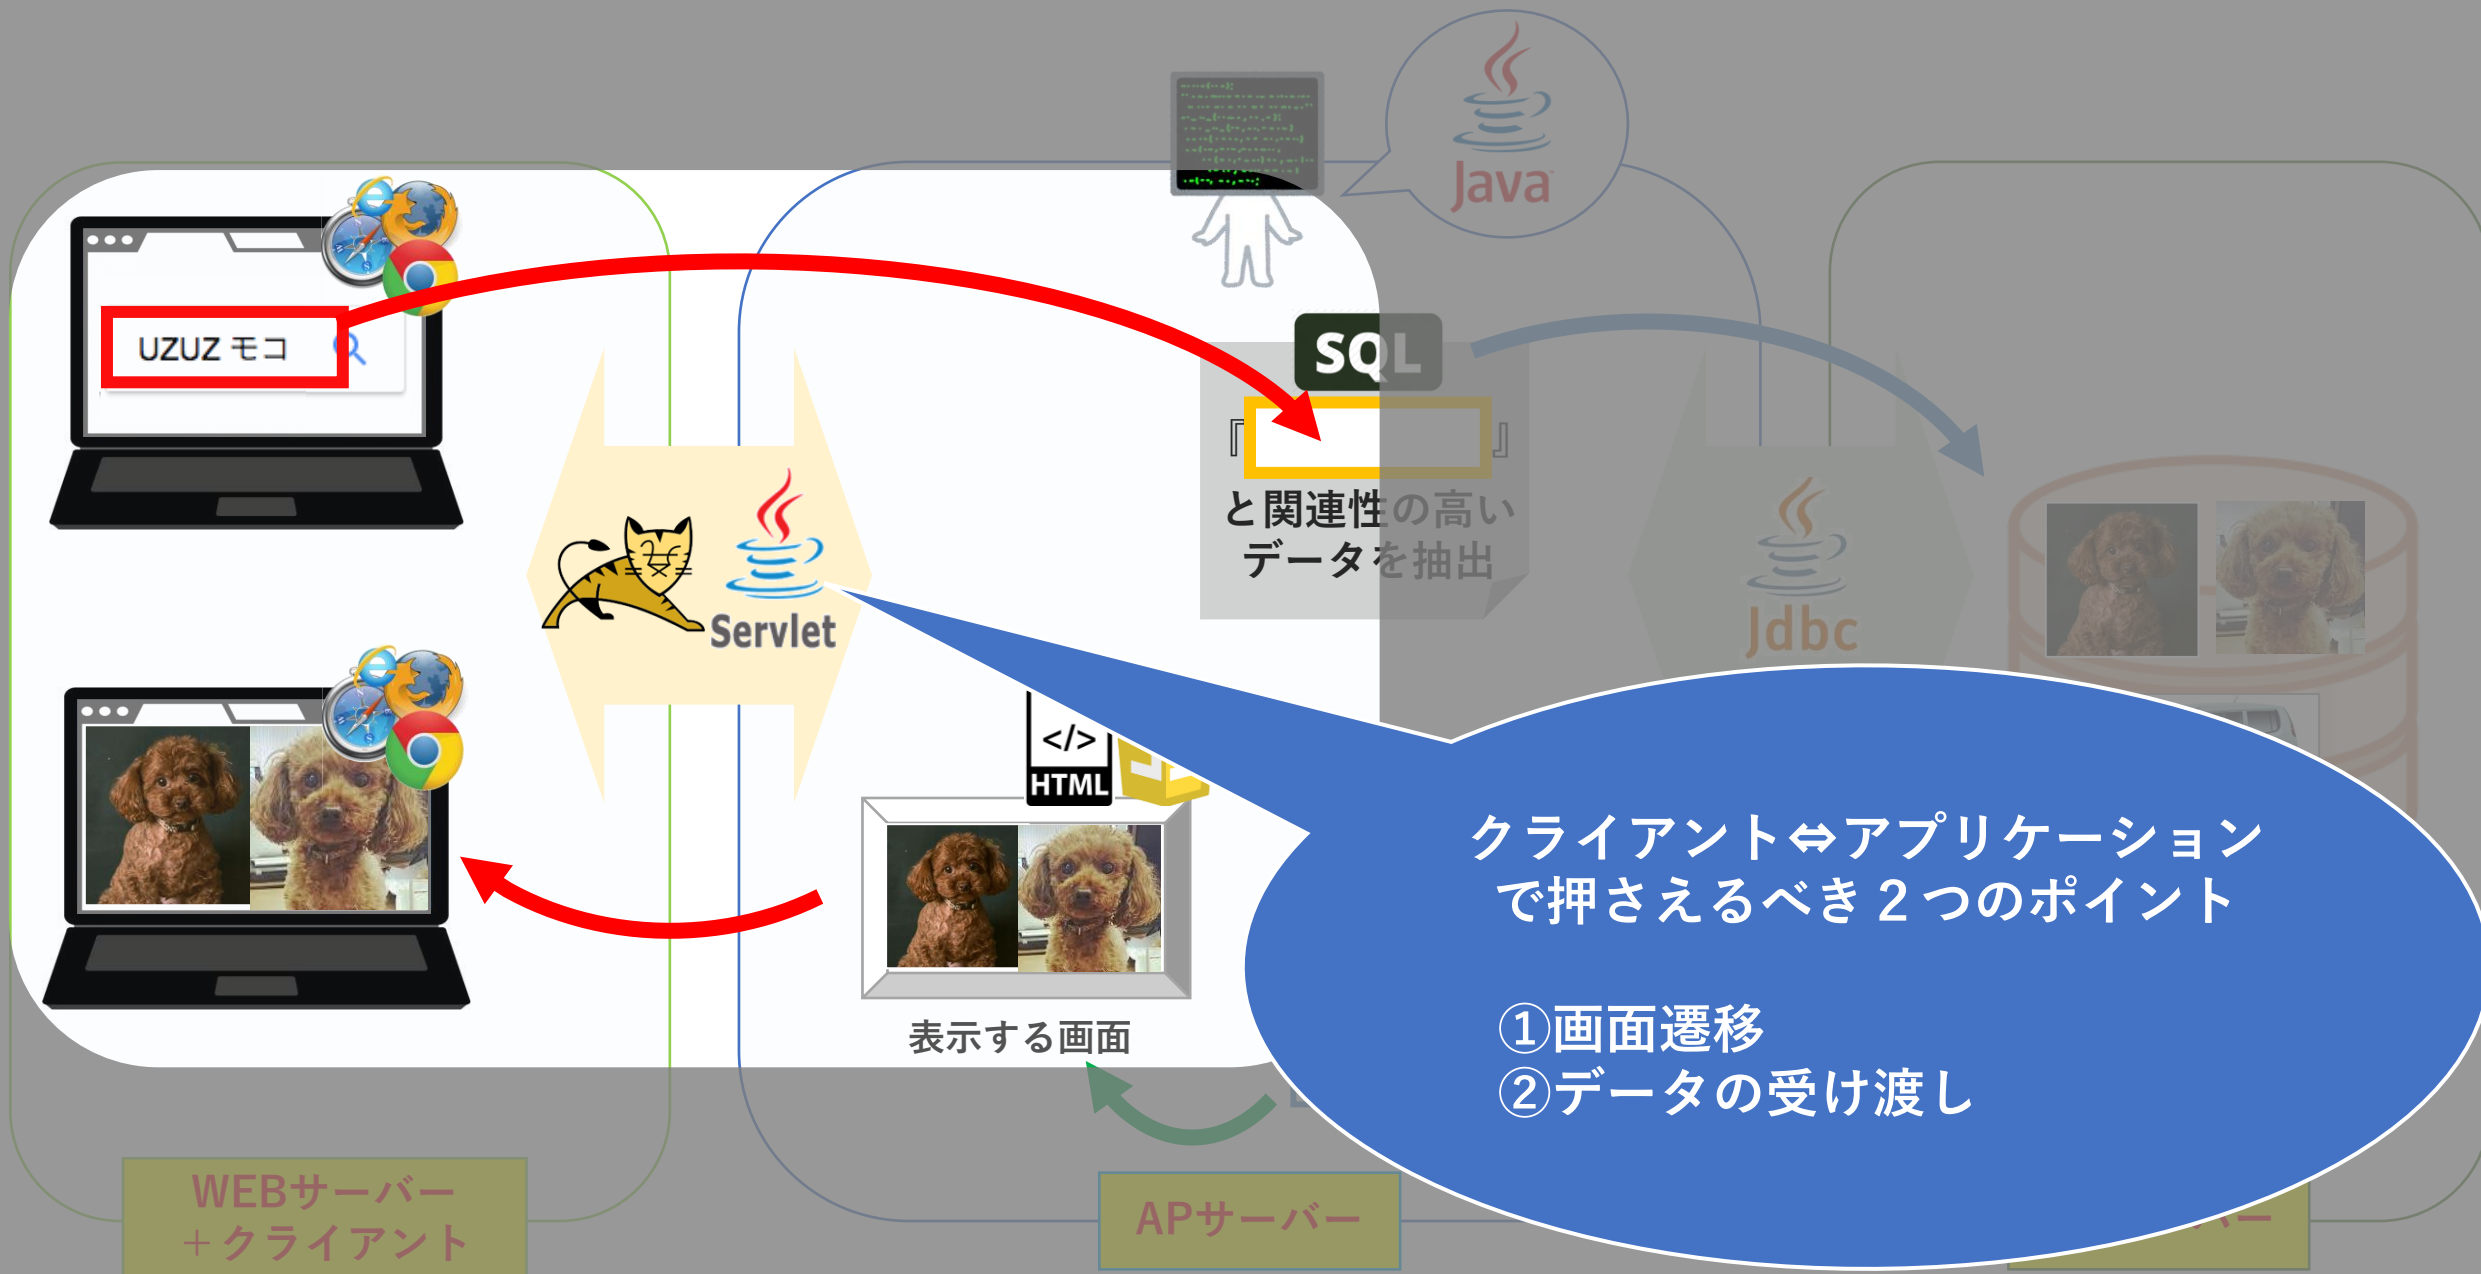 Java
UZUZ モコ
SQL
『 』
と関連性の高い
データを抽出
Servlet
Jdbc
</>
HTML
表示する画面
クライアント⇔アプリケーション
で押さえるべき２つのポイント
①画面遷移
②データの受け渡し
WEBサーバー
＋クライアント
APサーバー